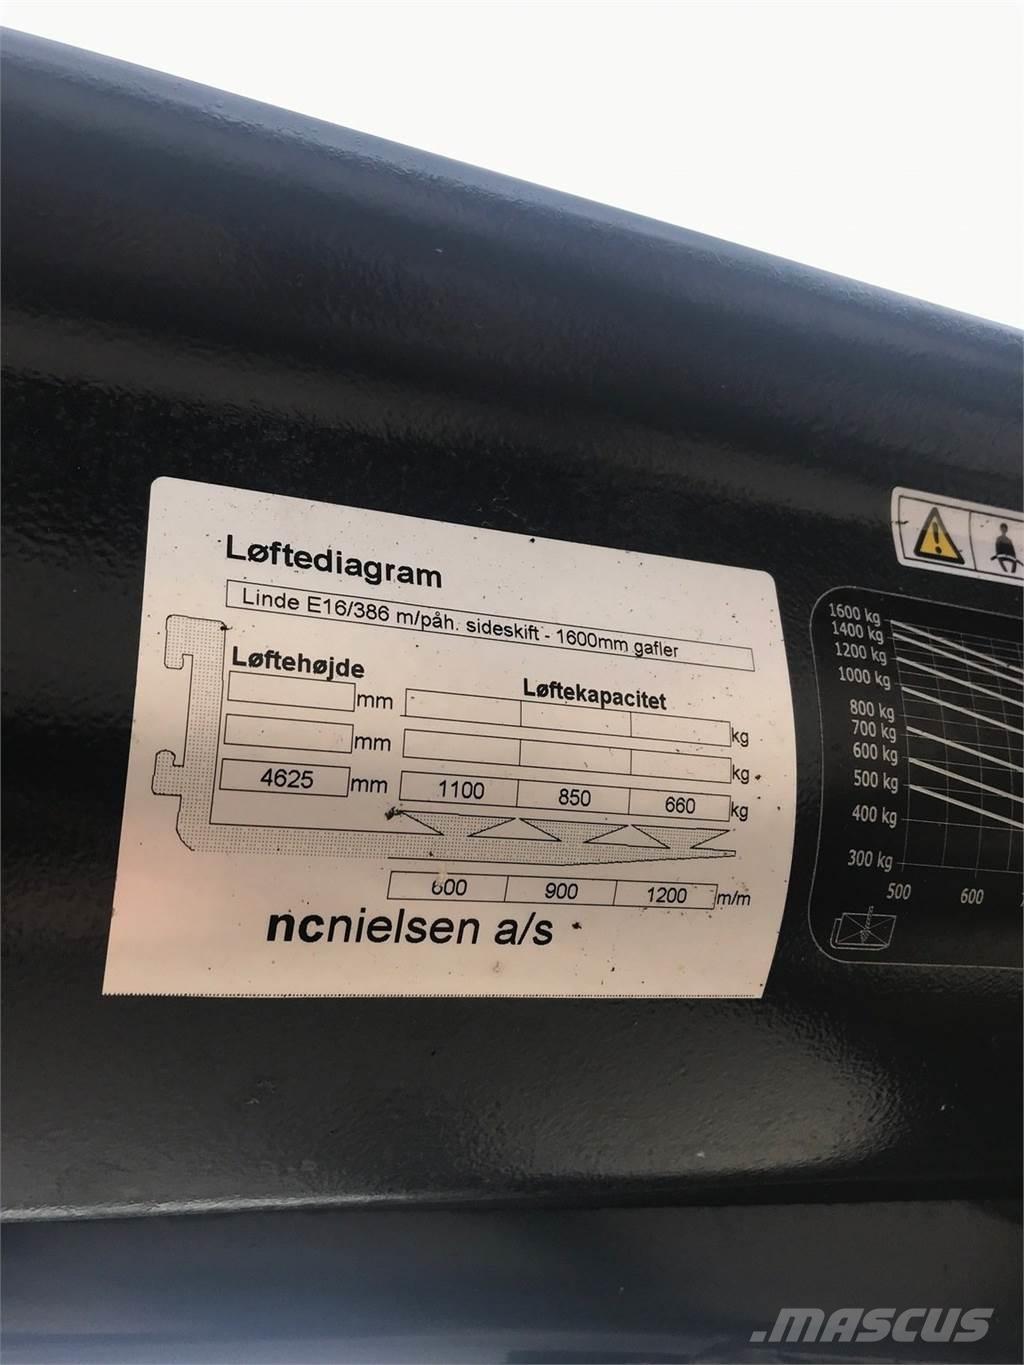 Løftediagram
Linde E16/386 m/påh. sideskift - 1600mm gafler
Løftehøjde
Løftekapacitet
mm kg
mm kg
4625 mm 1100 850 660 kg
600 900 1200 m/m
ncnielsen a/s
1600 kg
1400 kg
1200 kg
1000 kg
800 kg
700 kg
600 kg
500 kg
400 kg
300 kg
500 600
.MASCUS